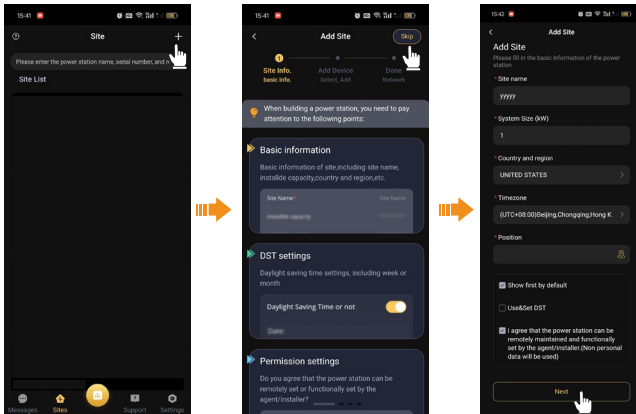 15:41
Site
Please enter the power station name, serial number, and n
Site List
Messages
Sites
Support
Settings
15:41
Add Site
Skip
1
Site Info.
basic info.
Add Device
Select, Add
Done
Network
When building a power station, you need to pay
attention to the following points:
Basic information
Basic information of site,including site name,
installde capacity,country and region,etc.
Site Name*
Site Name
installde capacity
DST settings
Daylight saving time settings, including week or
month
Daylight Saving Time or not
Date:
Permission settings
Do you agree that the power station can be
remotely set or functionally set by the
agent/installer?
15:42
Add Site
Add Site
Please fill in the basic information of the power
station
*Site name
yyyyy
*System Size (kW)
1
*Country and region
UNITED STATES
*Timezone
(UTC+08:00)Beijing,Chongqing,Hong K
*Position
Show first by default
Use&Set DST
I agree that the power station can be
remotely maintained and functionally
set by the agent/installer.(Non personal
data will be used)
Next